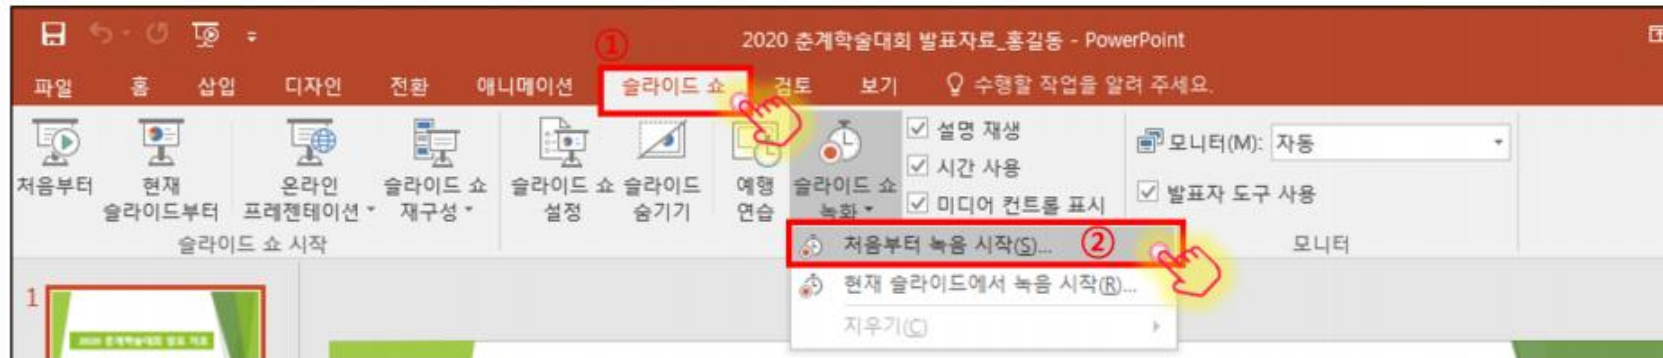 2020 춘계학술대회 발표자료_홍길동 - PowerPoint
①
파일 홈 삽입 디자인 전환 애니메이션 슬라이드 쇼 검토 보기 수행할 작업을 알려 주세요.
처음부터
현재
슬라이드부터
온라인
프레젠테이션
슬라이드 쇼
재구성
슬라이드 쇼
설정
슬라이드
숨기기
예행
연습
슬라이드 쇼
녹화
설명 재생
시간 사용
미디어 컨트롤 표시
모니터(M): 자동
발표자 도구 사용
슬라이드 쇼 시작
모니터
처음부터 녹음 시작(S)... ②
현재 슬라이드에서 녹음 시작(R)...
지우기(C)
1
2020 춘계학술대회 발표 자료